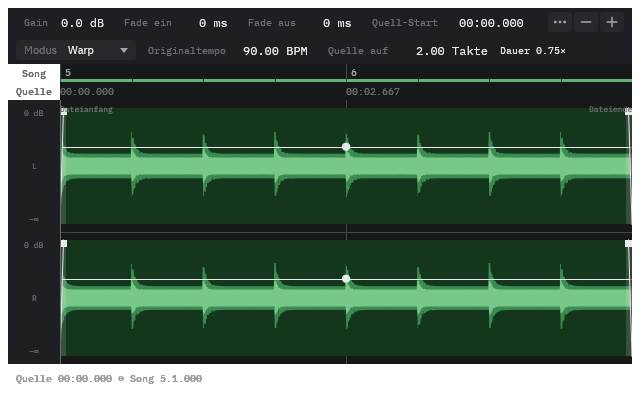 Gain 0.0 dB Fade ein 0 ms Fade aus 0 ms Quell-Start 00:00.000
Modus Warp Originaltempo 90.00 BPM Quelle auf 2.00 Takte Dauer 0.75×
Song 5 6
Quelle 00:00.000 00:02.667
0 dB
L
−∞
0 dB
R
−∞
Quelle 00:00.000 ⊖ Song 5.1.000